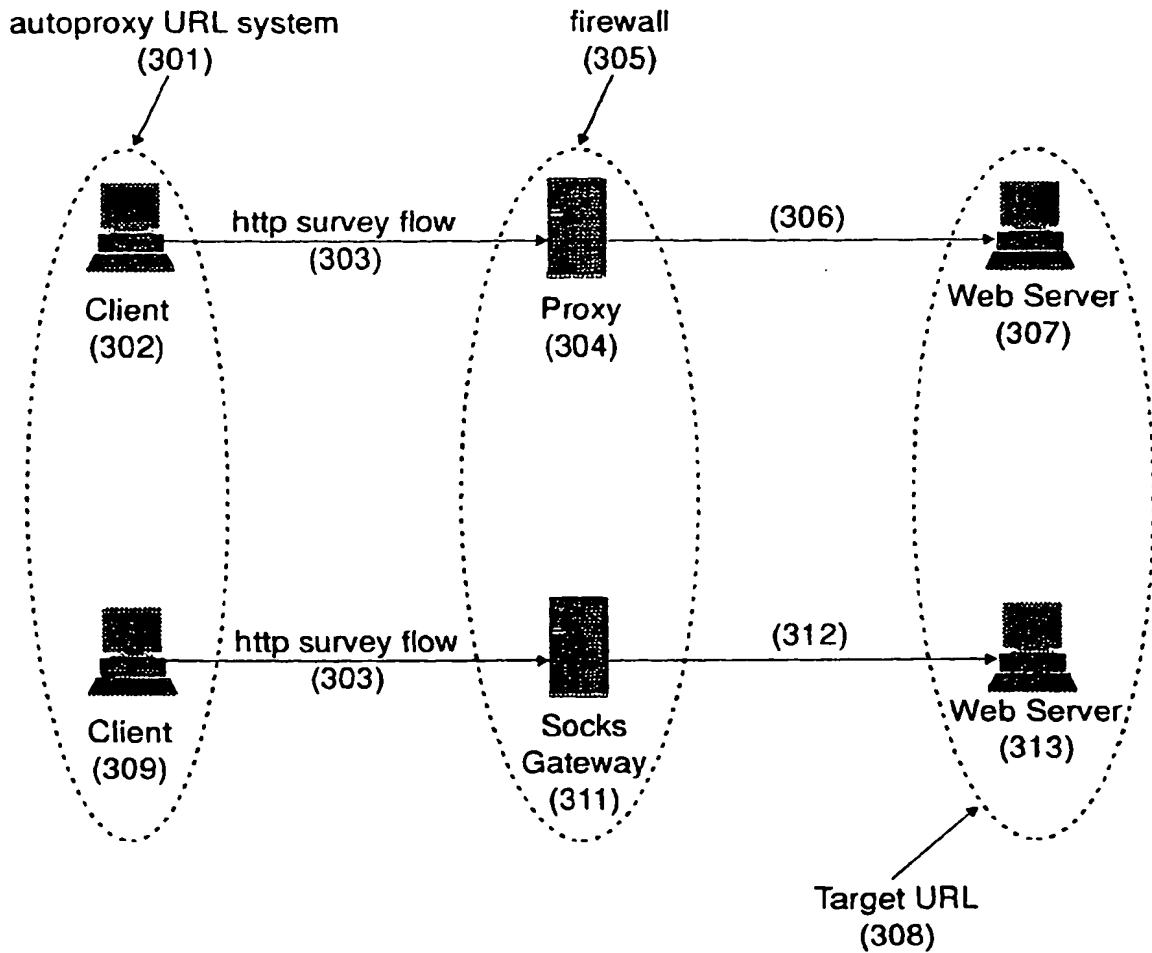 autoproxy URL system
(301)
firewall
(305)
http survey flow
(303)
(306)
Client
(302)
Proxy
(304)
Web Server
(307)
http survey flow
(303)
(312)
Client
(309)
Socks
Gateway
(311)
Web Server
(313)
Target URL
(308)